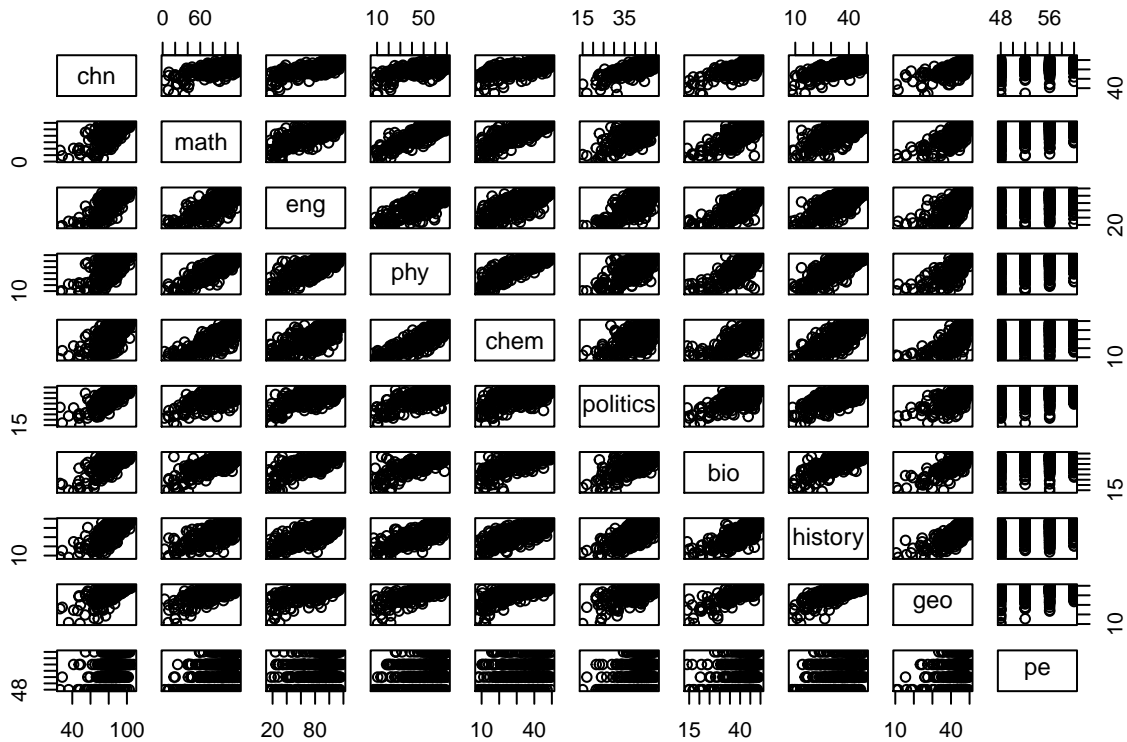 0 60 10 50 15 35 10 40 48 56
chn 40
0 math
eng 20
10 phy
chem 10
15 politics
bio 15
10 history
geo 10
48 pe
40 100 20 80 10 40 15 40 10 40